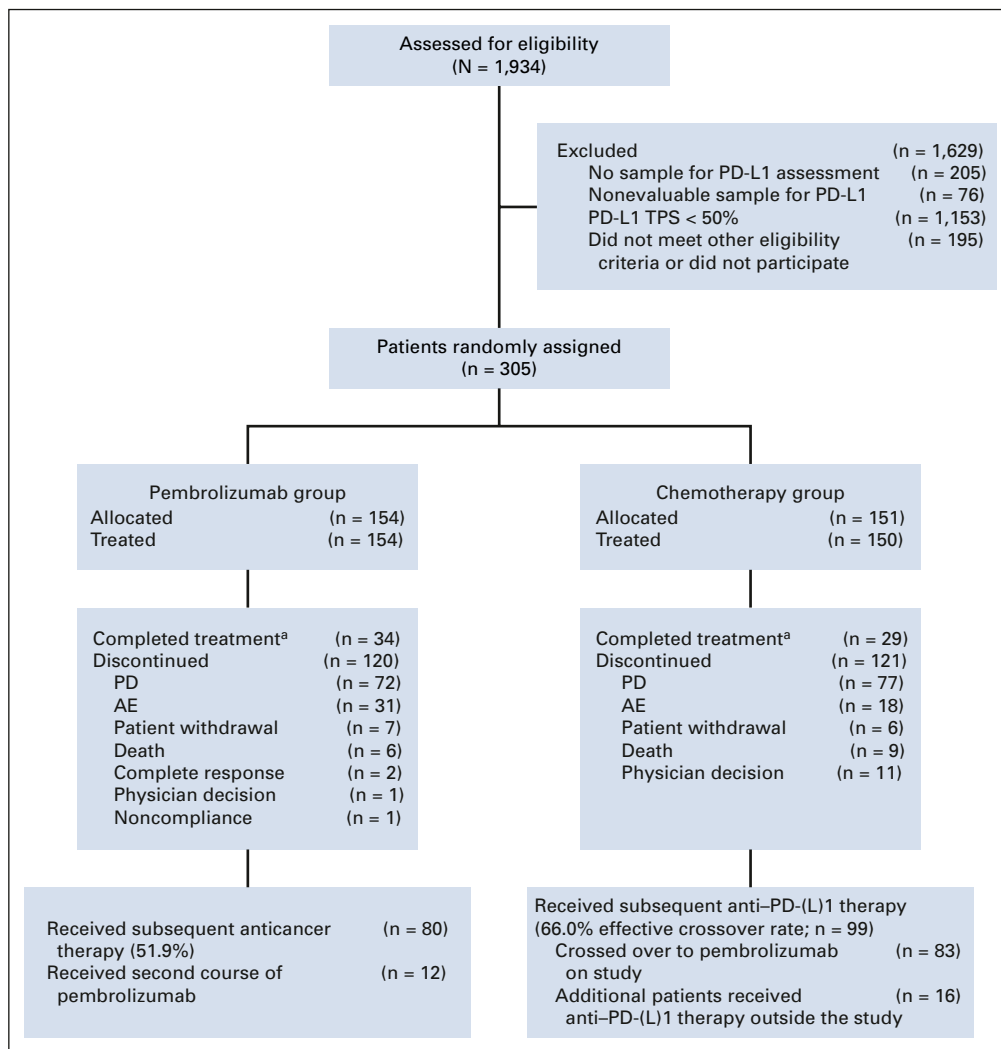 Assessed for eligibility
(N = 1,934)
Excluded (n = 1,629)
No sample for PD-L1 assessment (n = 205)
Nonevaluable sample for PD-L1 (n = 76)
PD-L1 TPS < 50% (n = 1,153)
Did not meet other eligibility (n = 195)
criteria or did not participate
Patients randomly assigned
(n = 305)
Pembrolizumab group
Allocated (n = 154)
Treated (n = 154)
Chemotherapy group
Allocated (n = 151)
Treated (n = 150)
Completed treatmentᵃ (n = 34)
Discontinued (n = 120)
PD (n = 72)
AE (n = 31)
Patient withdrawal (n = 7)
Death (n = 6)
Complete response (n = 2)
Physician decision (n = 1)
Noncompliance (n = 1)
Completed treatmentᵃ (n = 29)
Discontinued (n = 121)
PD (n = 77)
AE (n = 18)
Patient withdrawal (n = 6)
Death (n = 9)
Physician decision (n = 11)
Received subsequent anticancer (n = 80)
therapy (51.9%)
Received second course of (n = 12)
pembrolizumab
Received subsequent anti–PD-(L)1 therapy
(66.0% effective crossover rate; n = 99)
Crossed over to pembrolizumab (n = 83)
on study
Additional patients received (n = 16)
anti–PD-(L)1 therapy outside the study